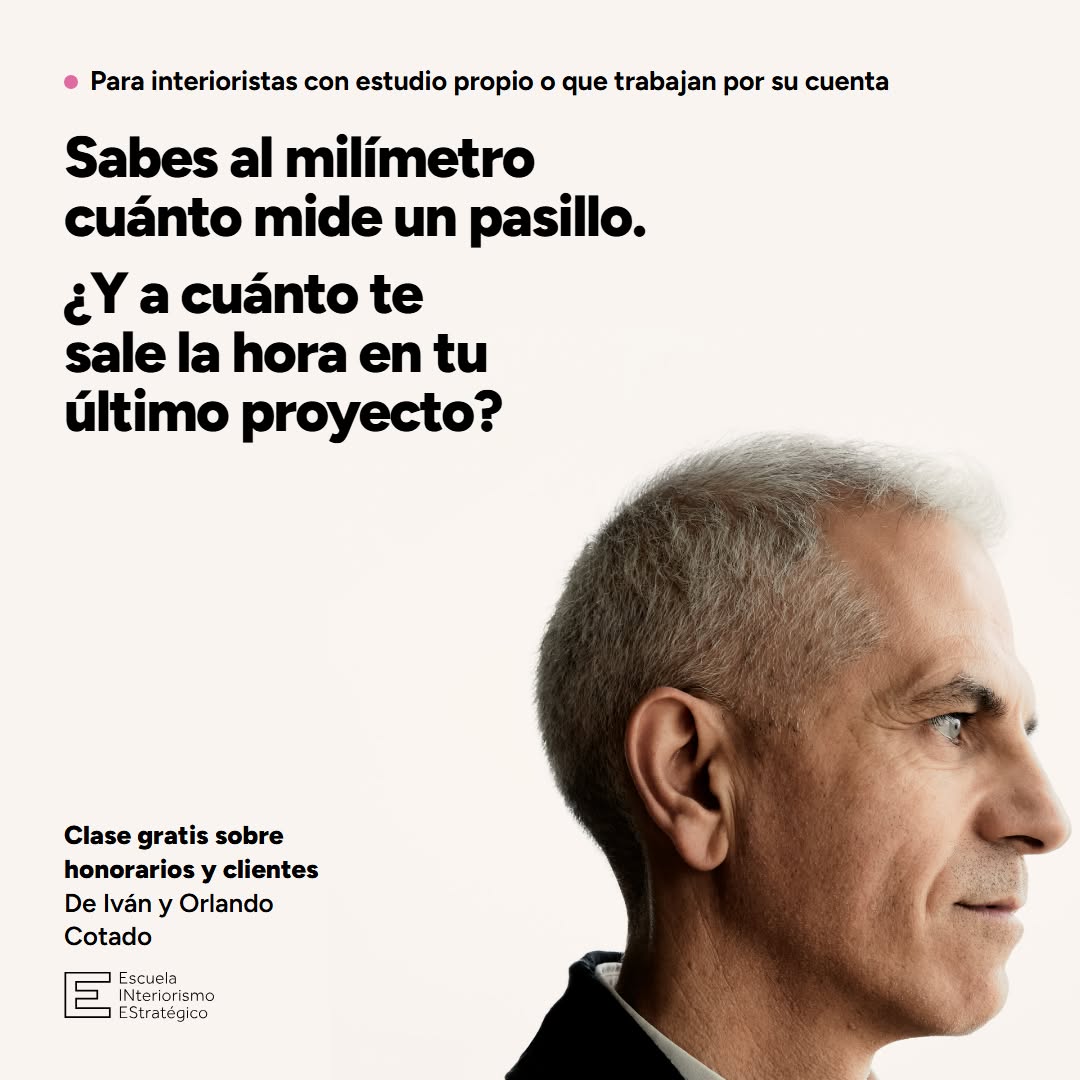 Para interioristas con estudio propio o que trabajan por su cuenta
Sabes al milímetro
cuánto mide un pasillo.
¿Y a cuánto te
sale la hora en tu
último proyecto?
Clase gratis sobre
honorarios y clientes
De Iván y Orlando
Cotado
Escuela
INteriorismo
EStratégico